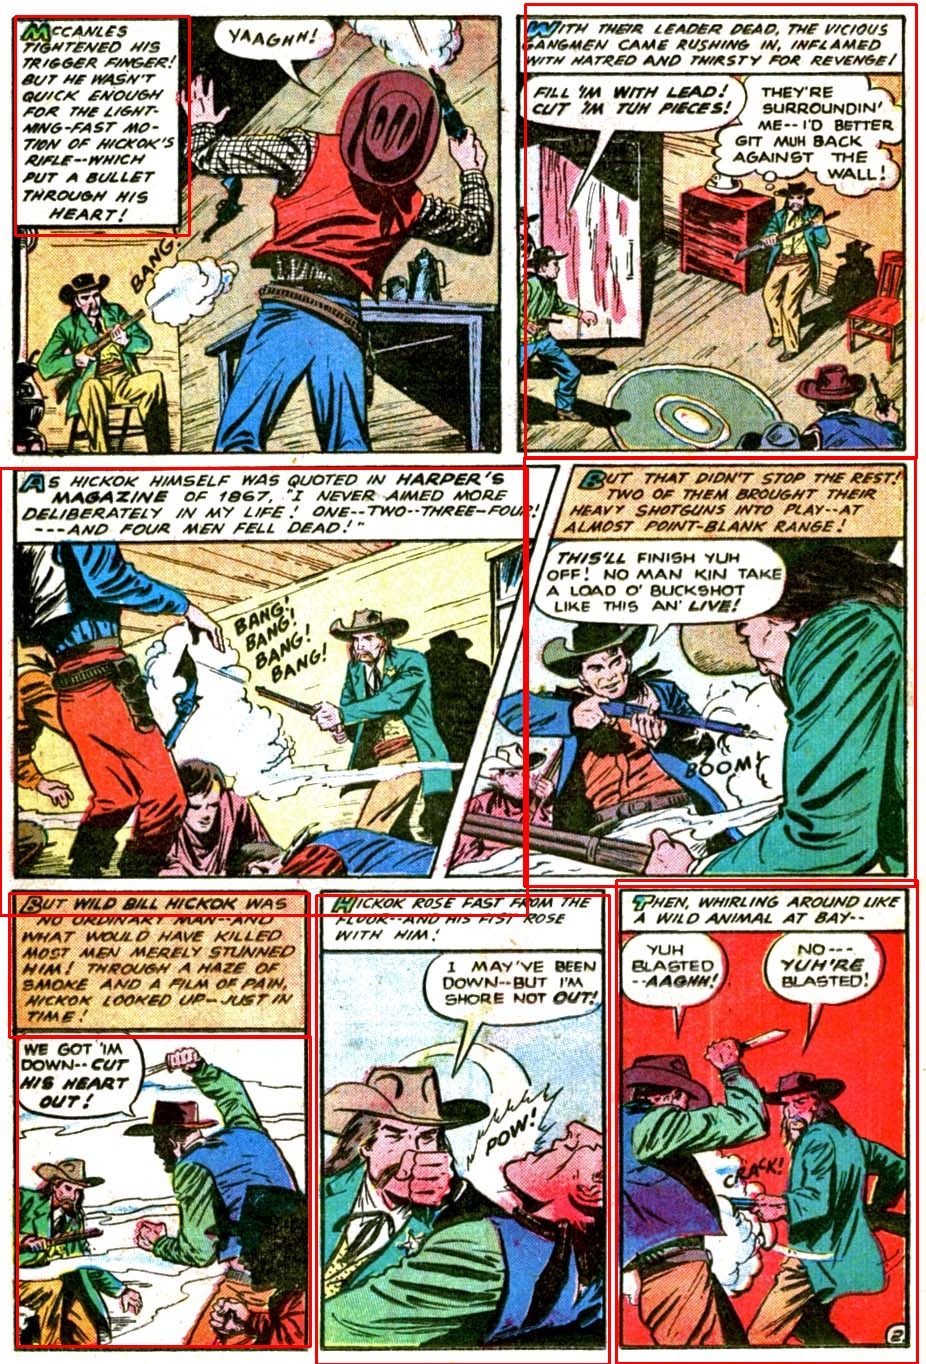 McCANLES
TIGHTENED HIS
TRIGGER FINGER!
BUT HE WASN'T
QUICK ENOUGH
FOR THE LIGHT-
NING-FAST MO-
TION OF HICKOK'S
RIFLE--WHICH
PUT A BULLET
THROUGH HIS
HEART!
YAAGHH!
BANG!
WITH THEIR LEADER DEAD, THE VICIOUS
GANGMEN CAME RUSHING IN, INFLAMED
WITH HATRED AND THIRSTY FOR REVENGE!
FILL 'IM WITH LEAD!
CUT 'IM TUH PIECES!
THEY'RE
SURROUNDIN'
ME--I'D BETTER
GIT MUH BACK
AGAINST THE
WALL!
AS HICKOK HIMSELF WAS QUOTED IN HARPER'S
MAGAZINE OF 1867, "I NEVER AIMED MORE
DELIBERATELY IN MY LIFE! ONE--TWO--THREE--FOUR!
---AND FOUR MEN FELL DEAD!"
BANG!
BANG!
BANG!
BANG!
BUT THAT DIDN'T STOP THE REST!
TWO OF THEM BROUGHT THEIR
HEAVY SHOTGUNS INTO PLAY--AT
ALMOST POINT-BLANK RANGE!
THIS'LL FINISH YUH
OFF! NO MAN KIN TAKE
A LOAD O' BUCKSHOT
LIKE THIS AN' LIVE!
BOOM!
BUT WILD BILL HICKOK WAS
NO ORDINARY MAN--AND
WHAT WOULD HAVE KILLED
MOST MEN MERELY STUNNED
HIM! THROUGH A HAZE OF
SMOKE AND A FILM OF PAIN,
HICKOK LOOKED UP--JUST IN
TIME!
WE GOT 'IM
DOWN--CUT
HIS HEART
OUT!
HICKOK ROSE FAST FROM THE
FLOOR--AND HIS FIST ROSE
WITH HIM!
I MAY'VE BEEN
DOWN--BUT I'M
SHORE NOT OUT!
POW!
THEN, WHIRLING AROUND LIKE
A WILD ANIMAL AT BAY--
YUH
BLASTED
--AAGHH!
NO---
YUH'RE
BLASTED!
CRACK!
2